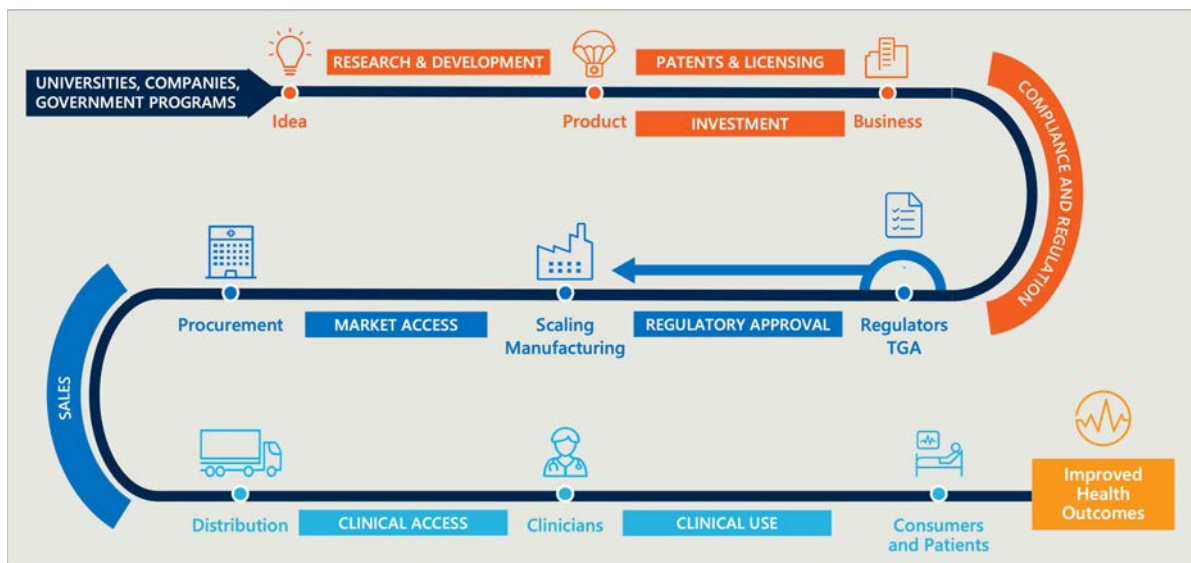 UNIVERSITIES, COMPANIES,
GOVERNMENT PROGRAMS
Idea
RESEARCH & DEVELOPMENT
Product
PATENTS & LICENSING
INVESTMENT
Business
COMPLIANCE AND REGULATION
Regulators
TGA
REGULATORY APPROVAL
Scaling
Manufacturing
MARKET ACCESS
Procurement
SALES
Distribution
CLINICAL ACCESS
Clinicians
CLINICAL USE
Consumers
and Patients
Improved
Health
Outcomes